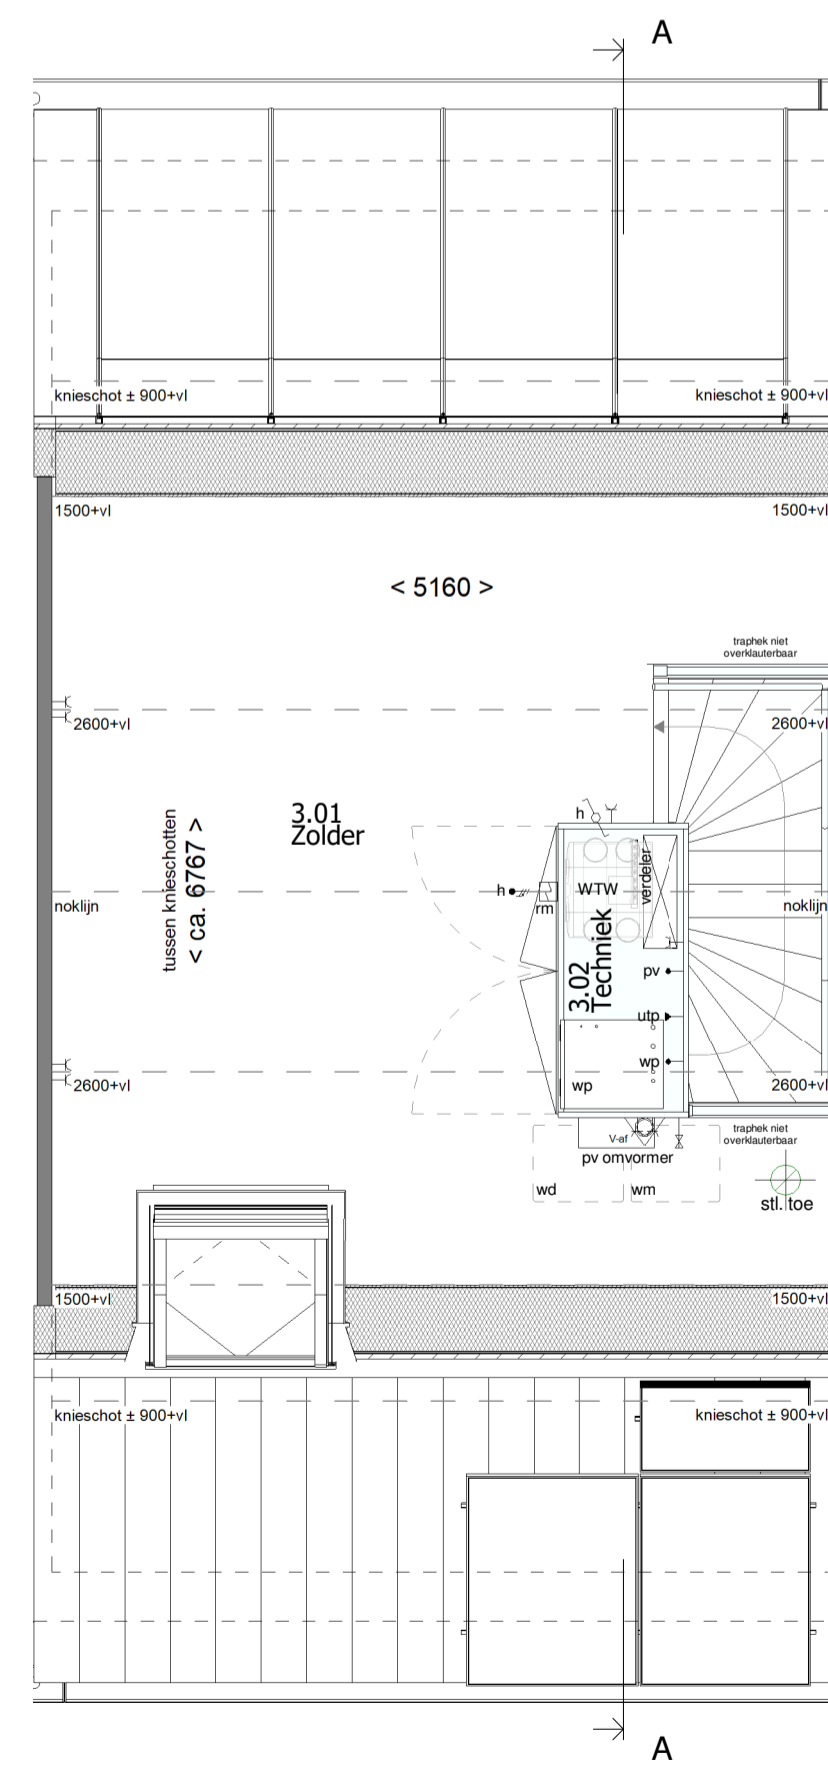 A
knieschot ± 900+vl
knieschot ± 900+vl
1500+vl
1500+vl
< 5160 >
traphek niet
overklauterbaar
2600+vl
2600+vl
3.01
Zolder
tussen knieschotten
< ca. 6767 >
h
h
rm
WTW
verdeler
noklijn
noklijn
3.02
Techniek
pv
utp
wp
wp
2600+vl
2600+vl
V-af
pv omvormer
traphek niet
overklauterbaar
wd
wm
stl. toe
1500+vl
1500+vl
knieschot ± 900+vl
knieschot ± 900+vl
A